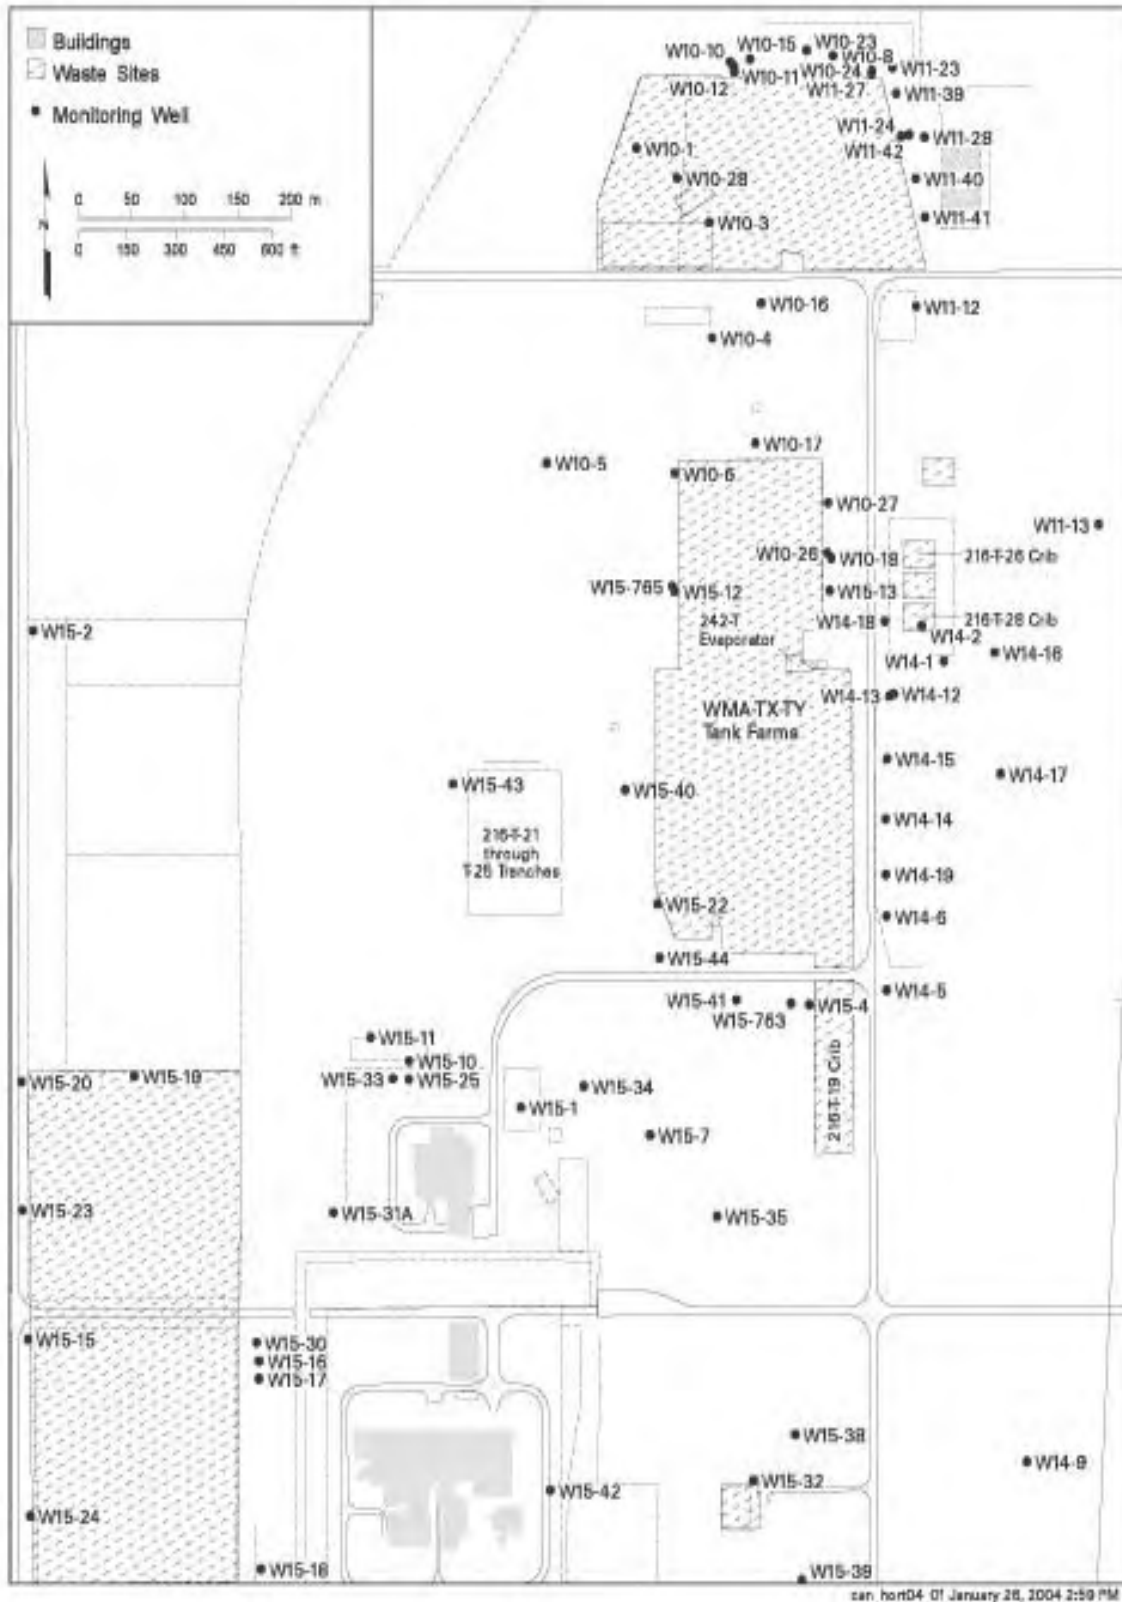 Buildings
Waste Sites
Monitoring Well
N
0 50 100 150 200 m
0 150 300 450 600 ft
W10-10
W10-15
W10-23
W10-8
W10-12
W10-11
W10-24
W11-27
W11-23
W11-39
W11-24
W11-42
W11-28
W10-1
W10-28
W11-40
W10-3
W11-41
W10-16
W11-12
W10-4
W10-17
W10-5
W10-6
W10-27
W11-13
W10-26
W10-18
216-T-26 Crib
W15-765
W15-12
W15-13
242-T
Evaporator
W14-18
216-T-28 Crib
W14-2
W15-2
W14-1
W14-16
W14-13
W14-12
WMA-TX-TY
Tank Farms
W14-15
W14-17
W15-43
W15-40
W14-14
216-T-21
through
T-25 Trenches
W14-19
W15-22
W14-6
W15-44
W14-5
W15-41
W15-763
W15-4
W15-11
W15-10
W15-33
W15-25
W15-20
W15-19
W15-34
W15-1
216-T-19 Crib
W15-7
W15-23
W15-31A
W15-35
W15-15
W15-30
W15-16
W15-17
W15-38
W14-9
W15-32
W15-42
W15-24
W15-18
W15-39
can_hort04_01 January 26, 2004 2:59 PM